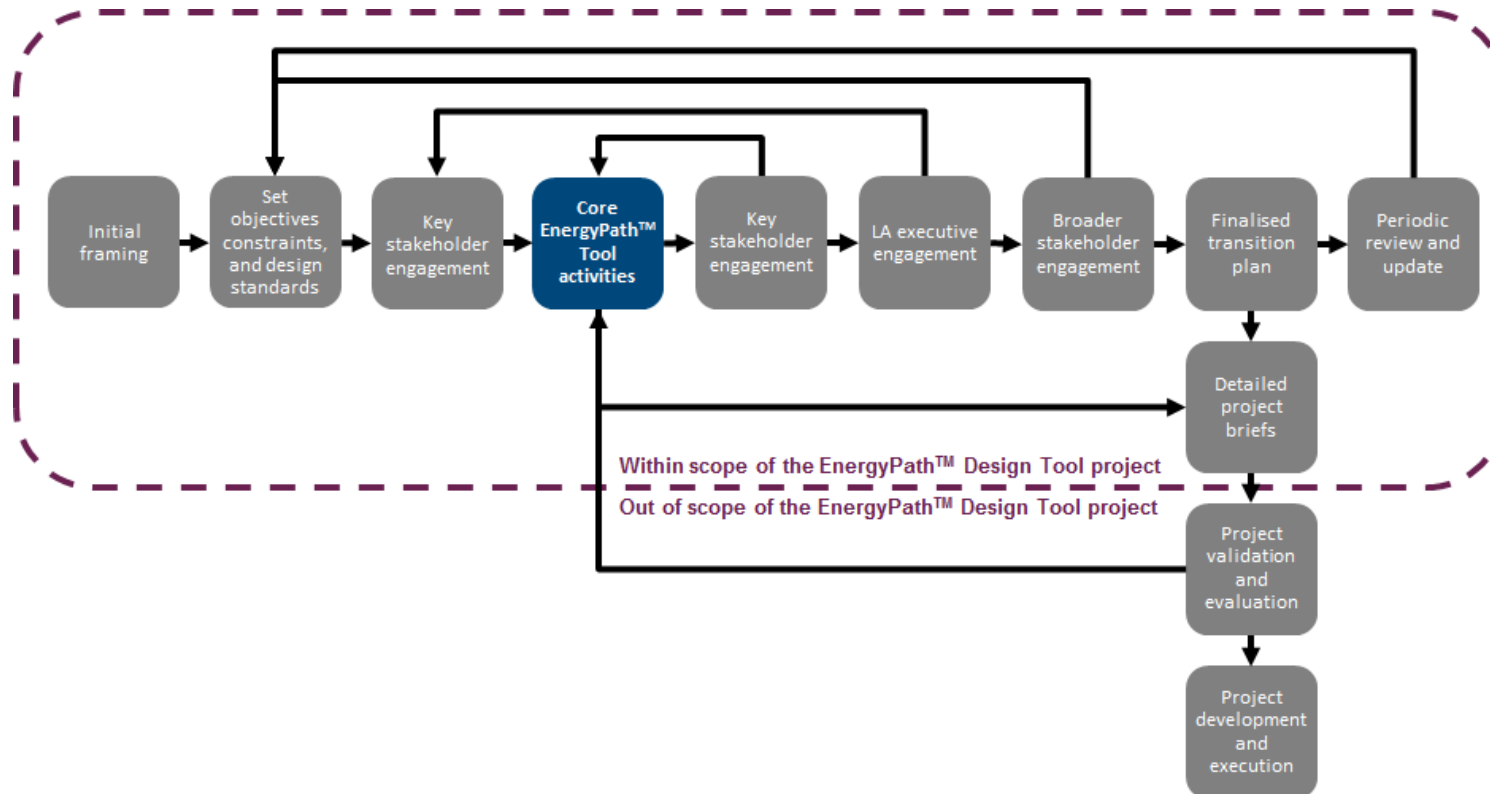 Initial
framing
Set
objectives
constraints,
and design
standards
Key
stakeholder
engagement
Core
EnergyPath™
Tool
activities
Key
stakeholder
engagement
LA executive
engagement
Broader
stakeholder
engagement
Finalised
transition
plan
Periodic
review and
update
Detailed
project
briefs
Within scope of the EnergyPath™ Design Tool project
Out of scope of the EnergyPath™ Design Tool project
Project
validation
and
evaluation
Project
development
and
execution